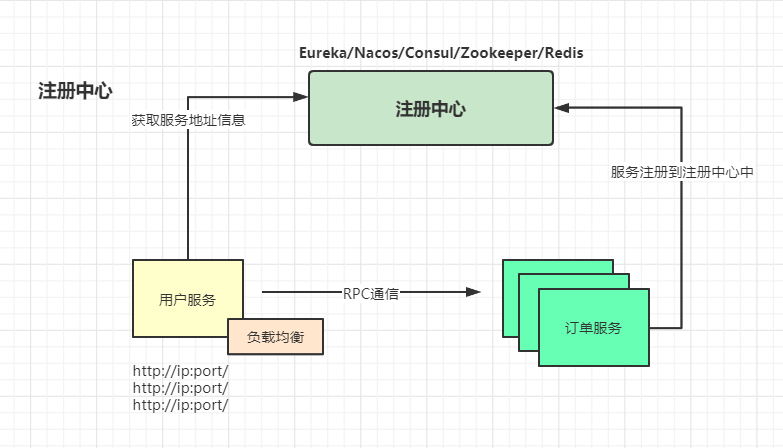 Eureka/Nacos/Consul/Zookeeper/Redis
注册中心
注册中心
获取服务地址信息
服务注册到注册中心中
用户服务
RPC通信
订单服务
负载均衡
http://ip:port/
http://ip:port/
http://ip:port/